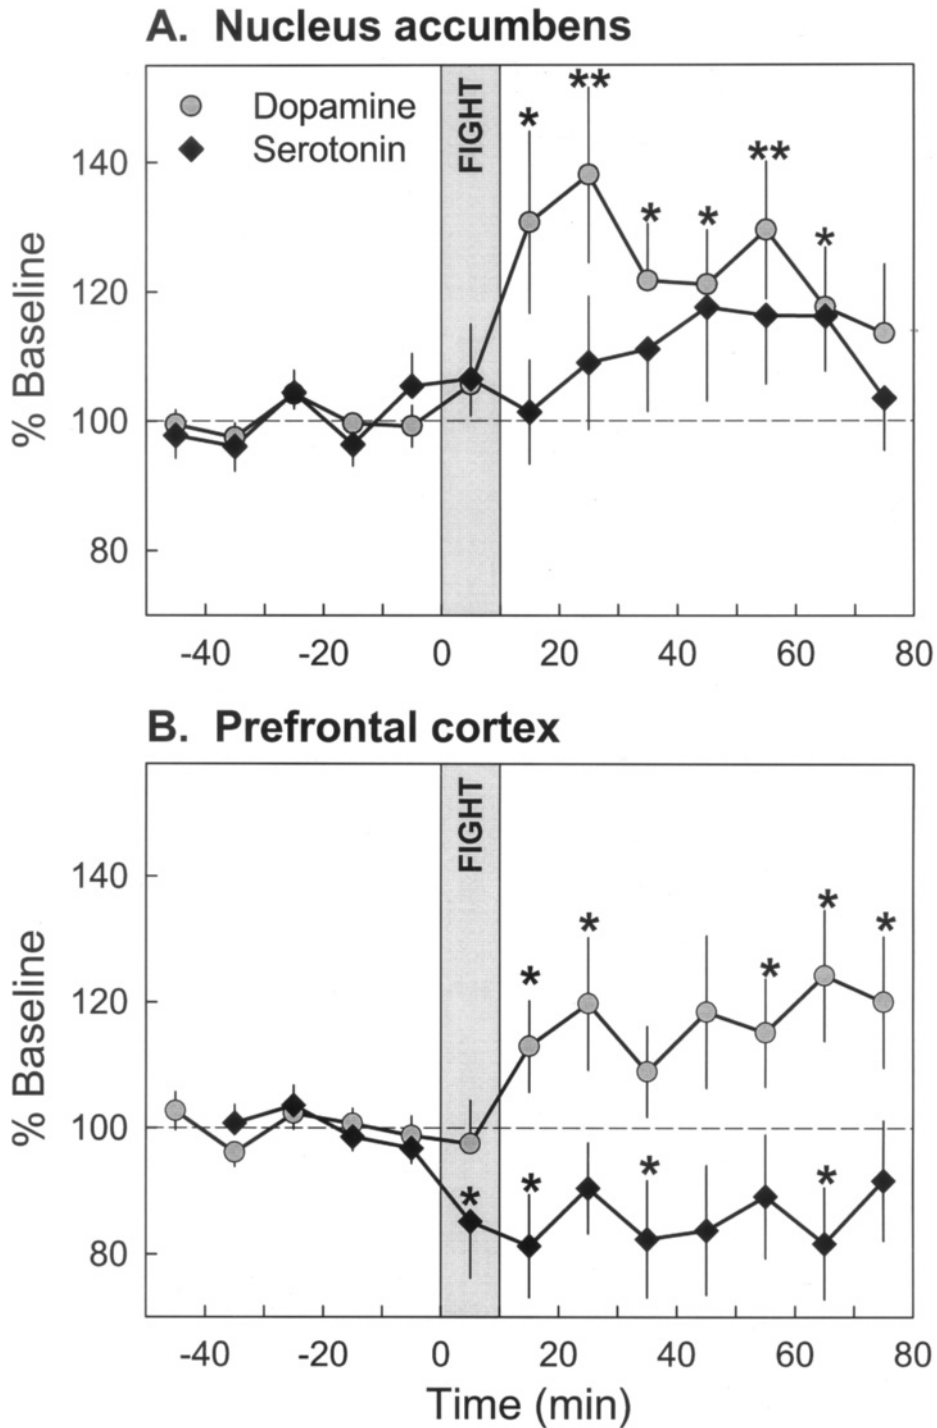 A. Nucleus accumbens
Dopamine
Serotonin
FIGHT
* ** * * ** *
% Baseline
140
120
100
80
-40 -20 0 20 40 60 80
B. Prefrontal cortex
FIGHT
* * * * *
* * * *
% Baseline
140
120
100
80
-40 -20 0 20 40 60 80
Time (min)